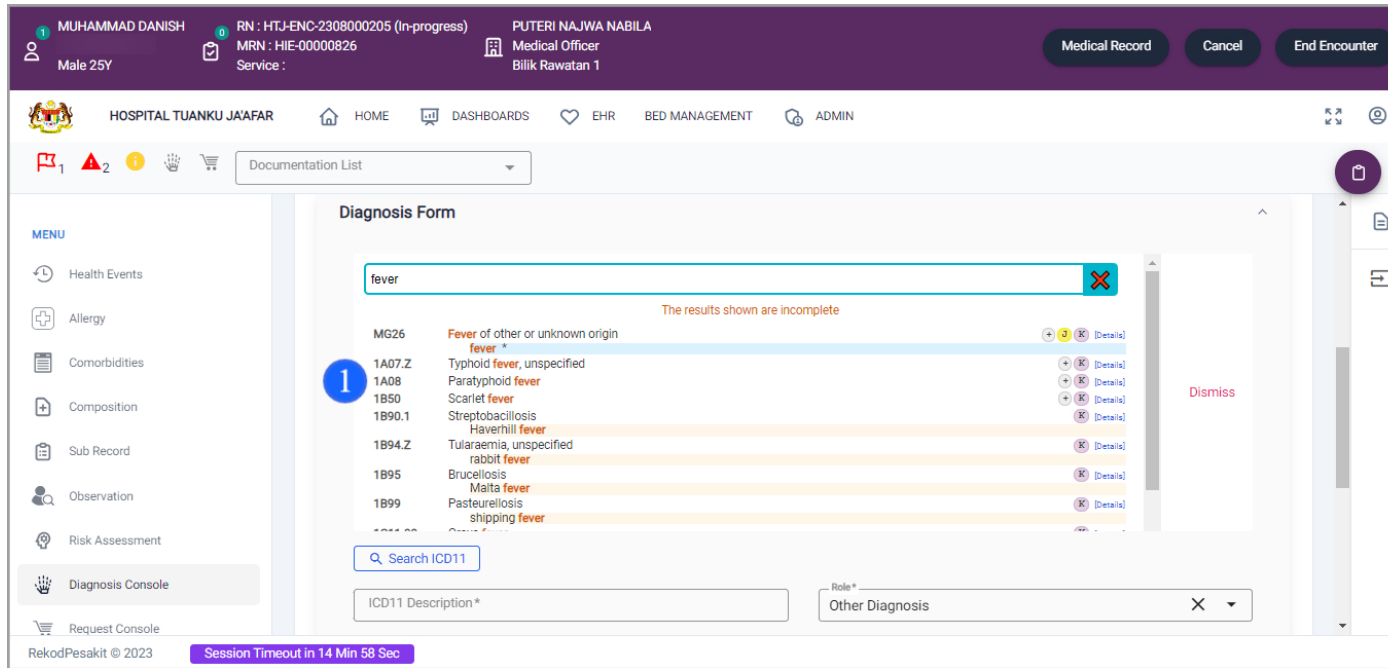 1
MUHAMMAD DANISH
Male 25Y
0
RN : HTJ-ENC-2308000205 (In-progress)
MRN : HIE-00000826
Service :
PUTERI NAJWA NABILA
Medical Officer
Bilik Rawatan 1
Medical Record
Cancel
End Encounter
HOSPITAL TUANKU JA'AFAR
HOME
DASHBOARDS
EHR
BED MANAGEMENT
ADMIN
1
2
Documentation List
MENU
Health Events
Allergy
Comorbidities
Composition
Sub Record
Observation
Risk Assessment
Diagnosis Console
Request Console
Diagnosis Form
fever
The results shown are incomplete
MG26 Fever of other or unknown origin + J K [Details]
fever *
1A07.Z Typhoid fever, unspecified + K [Details]
1
1A08 Paratyphoid fever + K [Details]
1B50 Scarlet fever + K [Details]
1B90.1 Streptobacillosis K [Details]
Haverhill fever
1B94.Z Tularaemia, unspecified K [Details]
rabbit fever
1B95 Brucellosis K [Details]
Malta fever
1B99 Pasteurellosis K [Details]
shipping fever
Dismiss
Search ICD11
ICD11 Description*
Role*
Other Diagnosis
RekodPesakit © 2023
Session Timeout in 14 Min 58 Sec